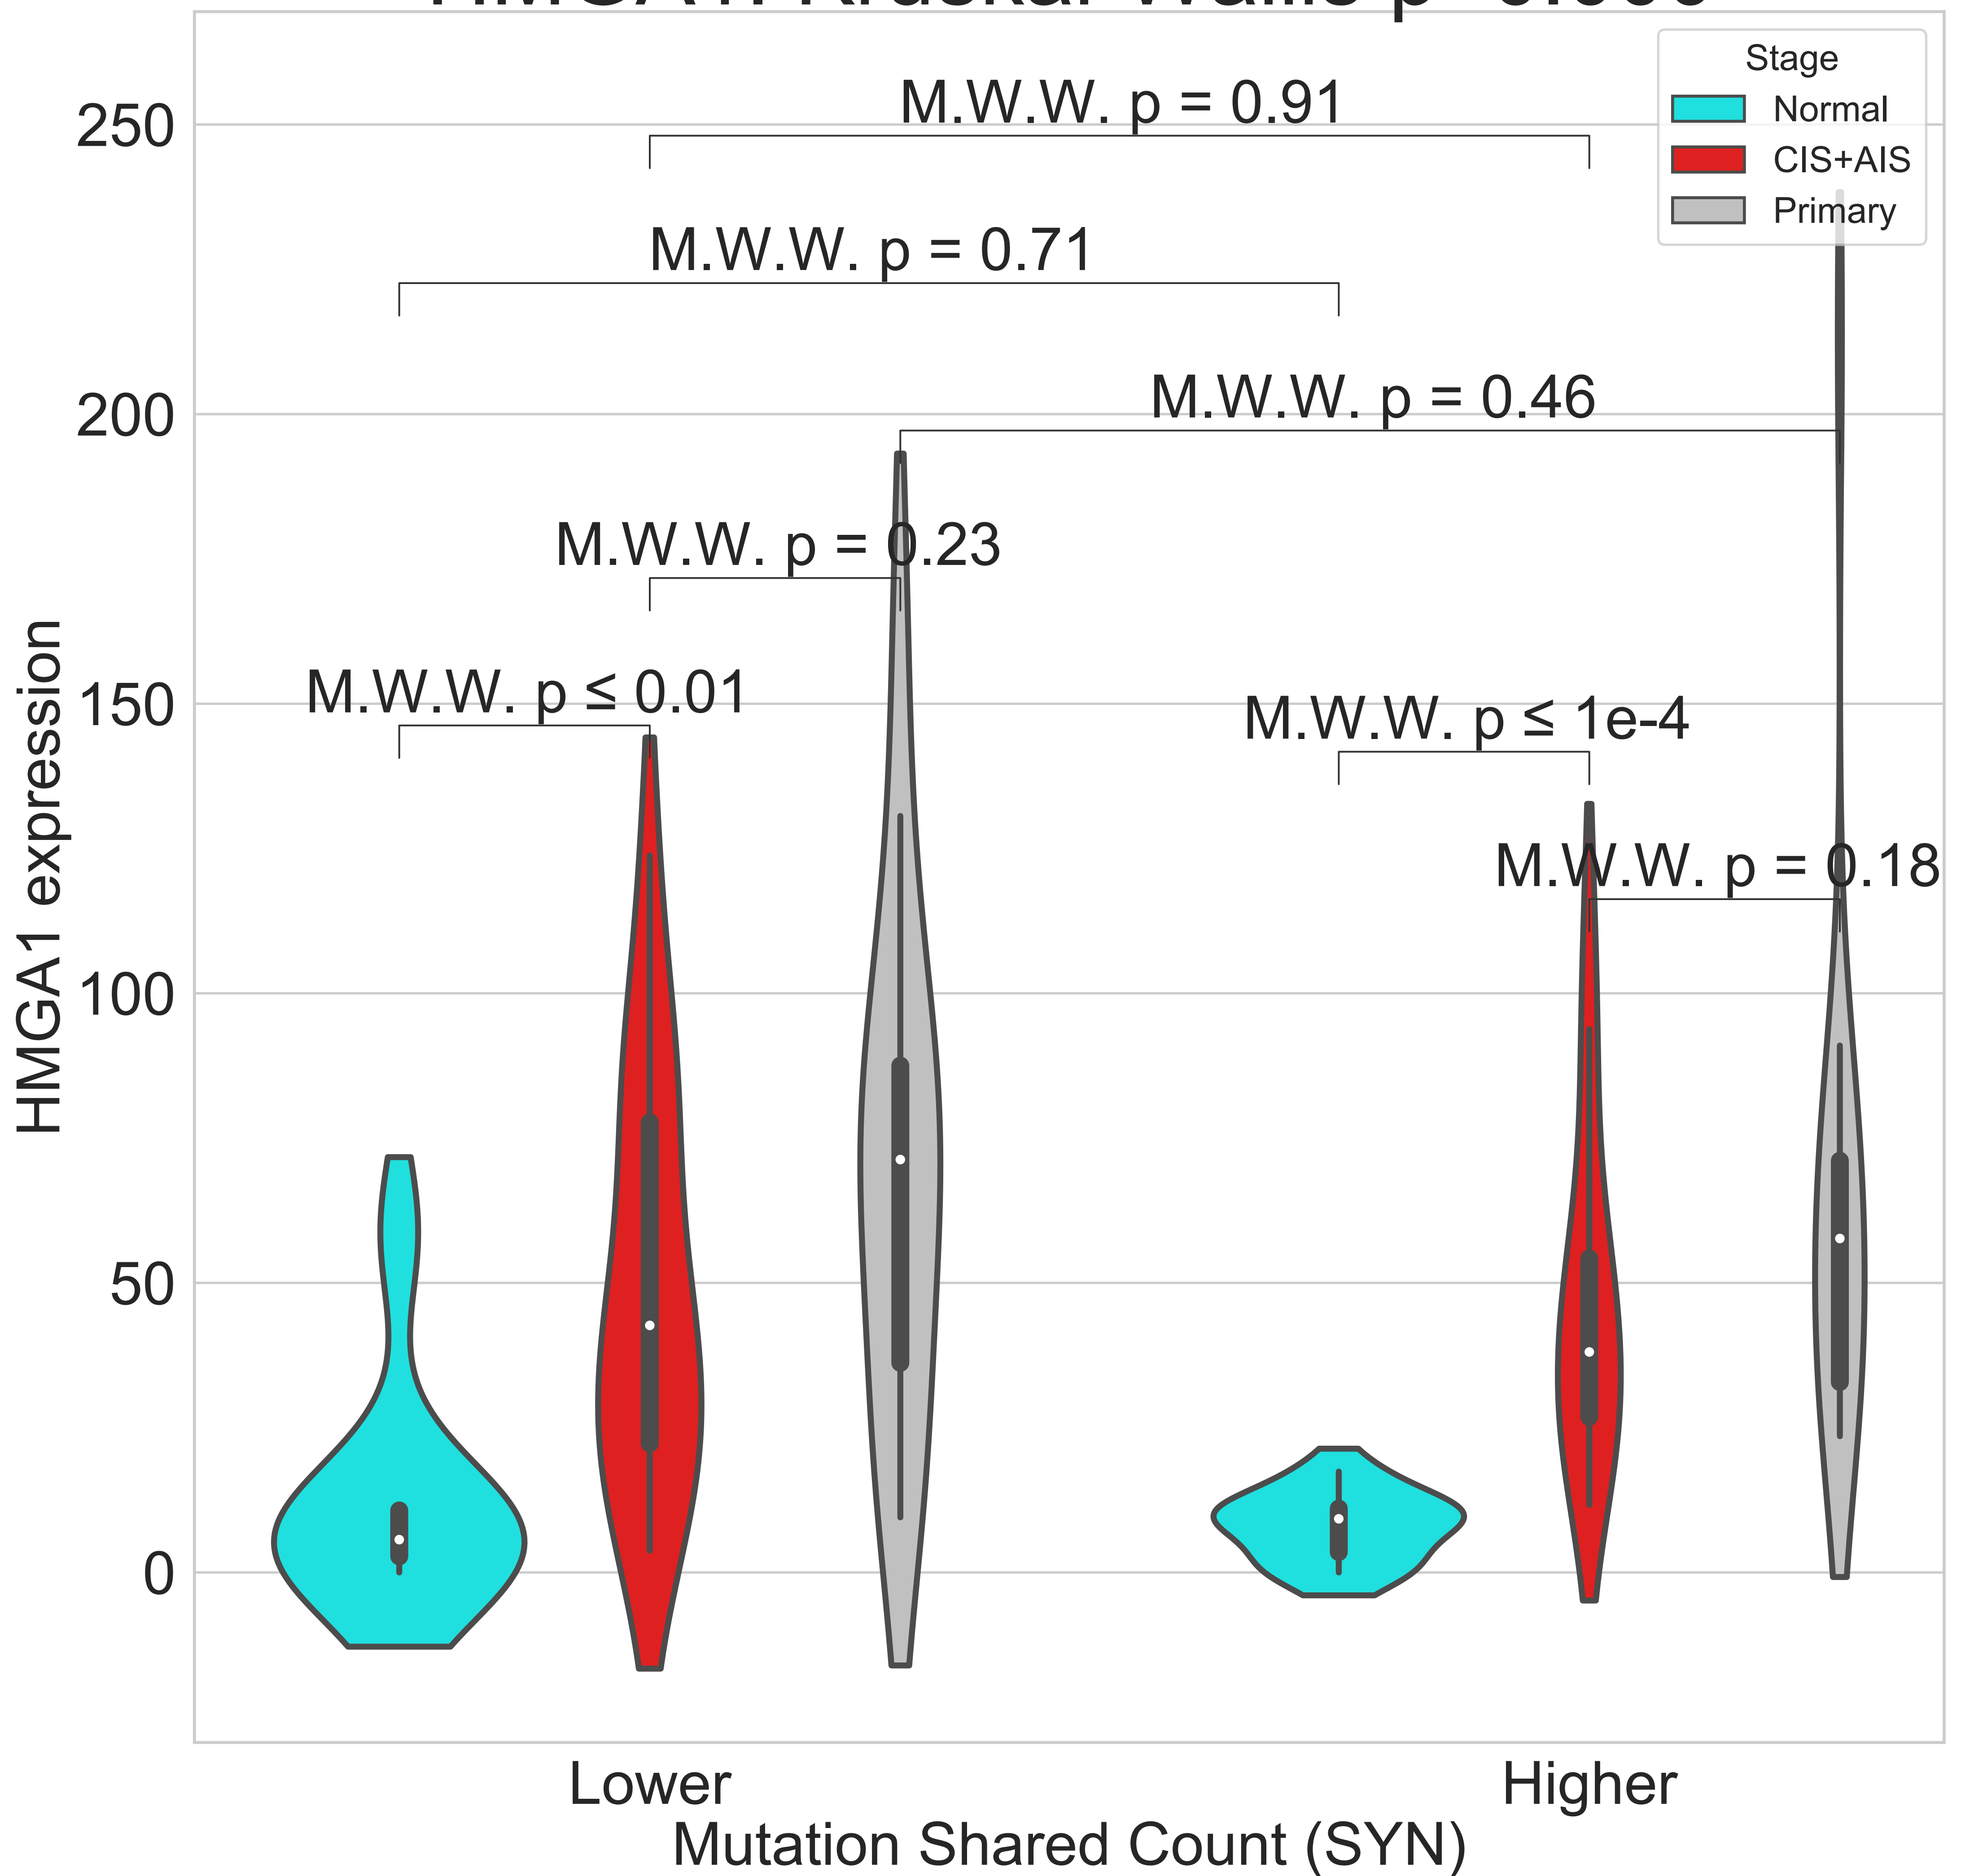 Stage
Normal
CIS+AIS
Primary
M.W.W. p = 0.91
M.W.W. p = 0.71
M.W.W. p = 0.46
M.W.W. p = 0.23
M.W.W. p ≤ 0.01
M.W.W. p ≤ 1e-4
M.W.W. p = 0.18
250
200
150
100
50
0
HMGA1 expression
Lower
Higher
Mutation Shared Count (SYN)